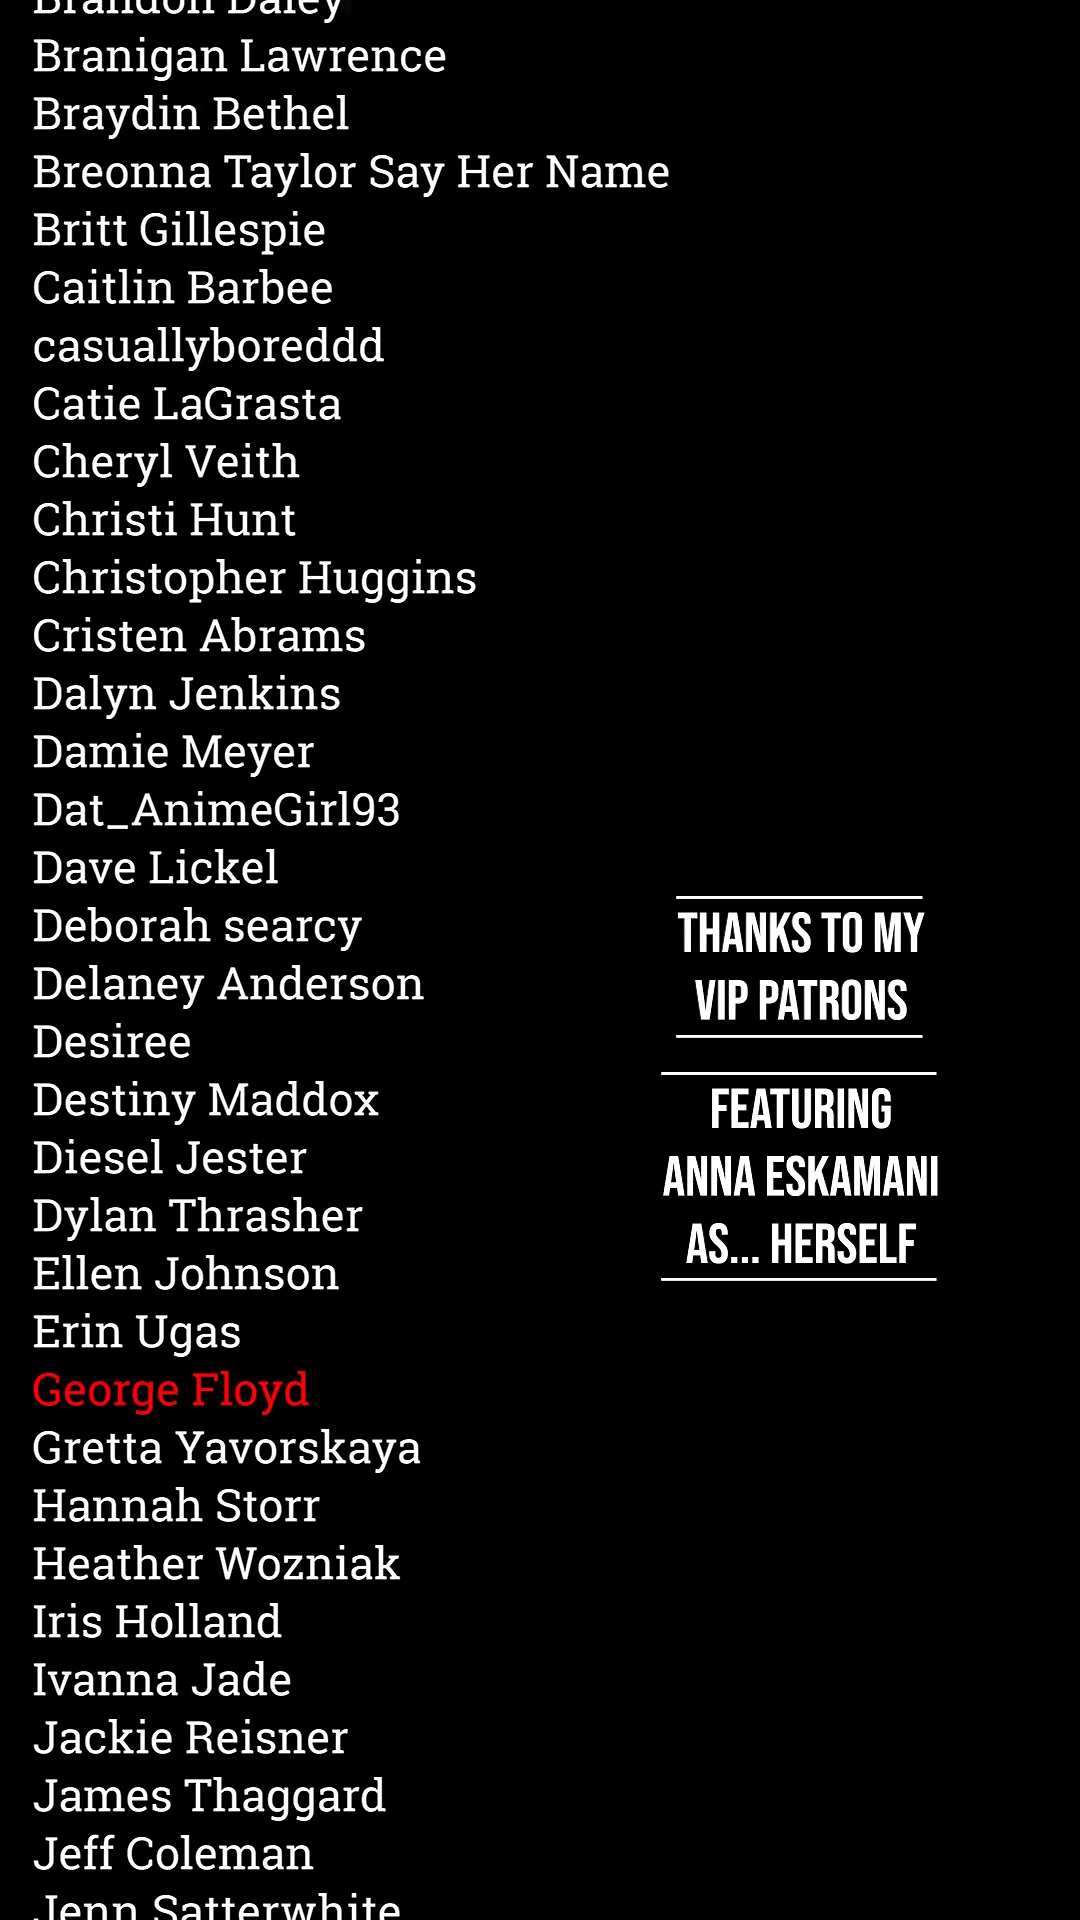 Brandon Daley
Branigan Lawrence
Braydin Bethel
Breonna Taylor Say Her Name
Britt Gillespie
Caitlin Barbee
casuallyboreddd
Catie LaGrasta
Cheryl Veith
Christi Hunt
Christopher Huggins
Cristen Abrams
Dalyn Jenkins
Damie Meyer
Dat_AnimeGirl93
Dave Lickel
Deborah searcy
Delaney Anderson
Desiree
Destiny Maddox
Diesel Jester
Dylan Thrasher
Ellen Johnson
Erin Ugas
George Floyd
Gretta Yavorskaya
Hannah Storr
Heather Wozniak
Iris Holland
Ivanna Jade
Jackie Reisner
James Thaggard
Jeff Coleman
Jenn Satterwhite
THANKS TO MY
VIP PATRONS
FEATURING
ANNA ESKAMANI
AS... HERSELF